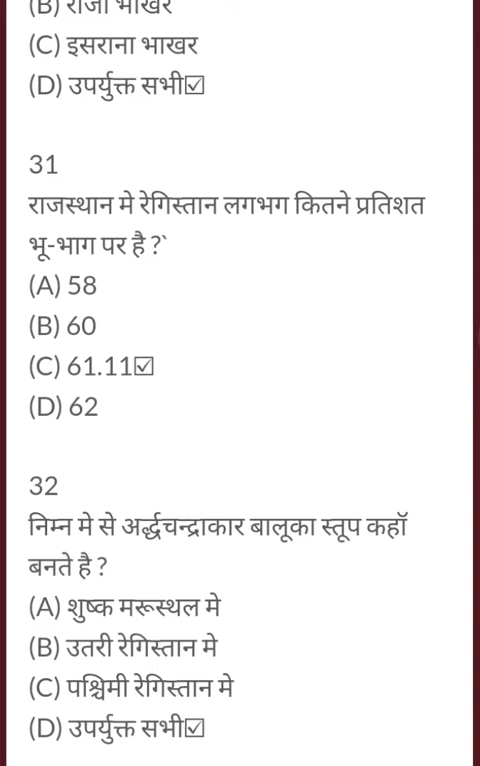 (B) राजा भाखर
(C) इसराना भाखर
(D) उपर्युक्त सभी☑
31
राजस्थान मे रेगिस्तान लगभग कितने प्रतिशत
भू-भाग पर है ?`
(A) 58
(B) 60
(C) 61.11☑
(D) 62
32
निम्न मे से अर्द्धचन्द्राकार बालूका स्तूप कहॉ
बनते है ?
(A) शुष्क मरूस्थल मे
(B) उतरी रेगिस्तान मे
(C) पश्चिमी रेगिस्तान मे
(D) उपर्युक्त सभी☑